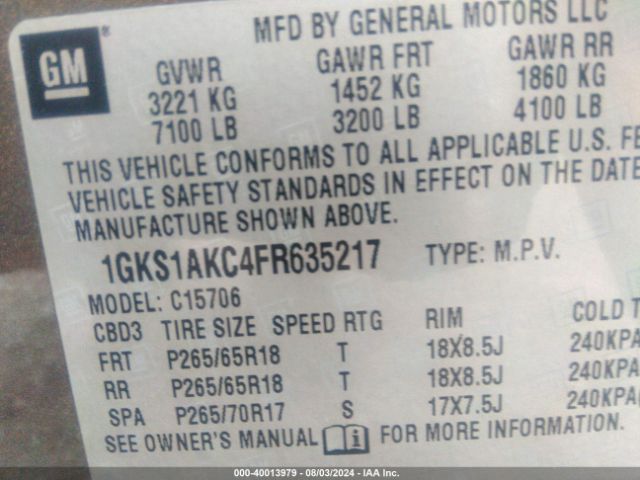 MFD BY GENERAL MOTORS LLC
GM ®
GVWR GAWR FRT GAWR RR
3221 KG 1452 KG 1860 KG
7100 LB 3200 LB 4100 LB
THIS VEHICLE CONFORMS TO ALL APPLICABLE U.S. FE
VEHICLE SAFETY STANDARDS IN EFFECT ON THE DATE
MANUFACTURE SHOWN ABOVE.
1GKS1AKC4FR635217 TYPE: M.P.V.
MODEL: C15706
CBD3 TIRE SIZE SPEED RTG RIM COLD T
FRT P265/65R18 T 18X8.5J 240KPA
RR P265/65R18 T 18X8.5J 240KPA
SPA P265/70R17 S 17X7.5J 240KPA(
SEE OWNER'S MANUAL i FOR MORE INFORMATION.
000-40013979 - 08/03/2024 - IAA Inc.